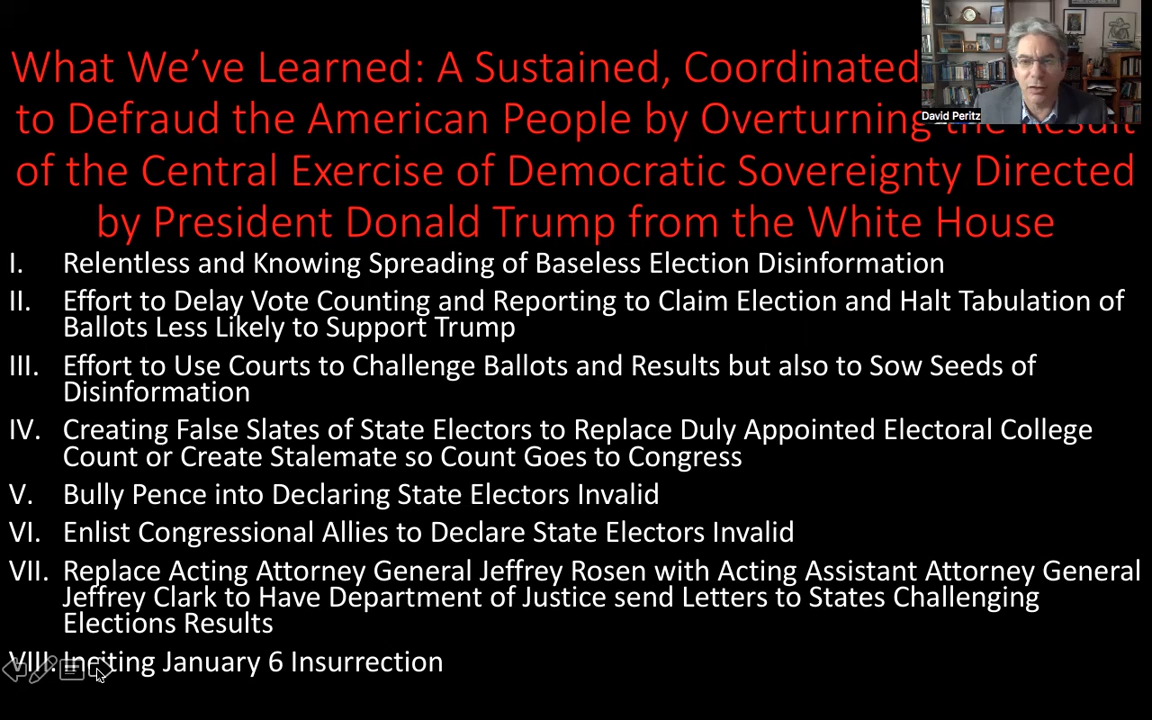 What We've Learned: A Sustained, Coordinated
to Defraud the American People by Overturning the Result
of the Central Exercise of Democratic Sovereignty Directed
by President Donald Trump from the White House
David Peritz
I. Relentless and Knowing Spreading of Baseless Election Disinformation
II. Effort to Delay Vote Counting and Reporting to Claim Election and Halt Tabulation of
Ballots Less Likely to Support Trump
III. Effort to Use Courts to Challenge Ballots and Results but also to Sow Seeds of
Disinformation
IV. Creating False Slates of State Electors to Replace Duly Appointed Electoral College
Count or Create Stalemate so Count Goes to Congress
V. Bully Pence into Declaring State Electors Invalid
VI. Enlist Congressional Allies to Declare State Electors Invalid
VII. Replace Acting Attorney General Jeffrey Rosen with Acting Assistant Attorney General
Jeffrey Clark to Have Department of Justice send Letters to States Challenging
Elections Results
VIII. Inciting January 6 Insurrection